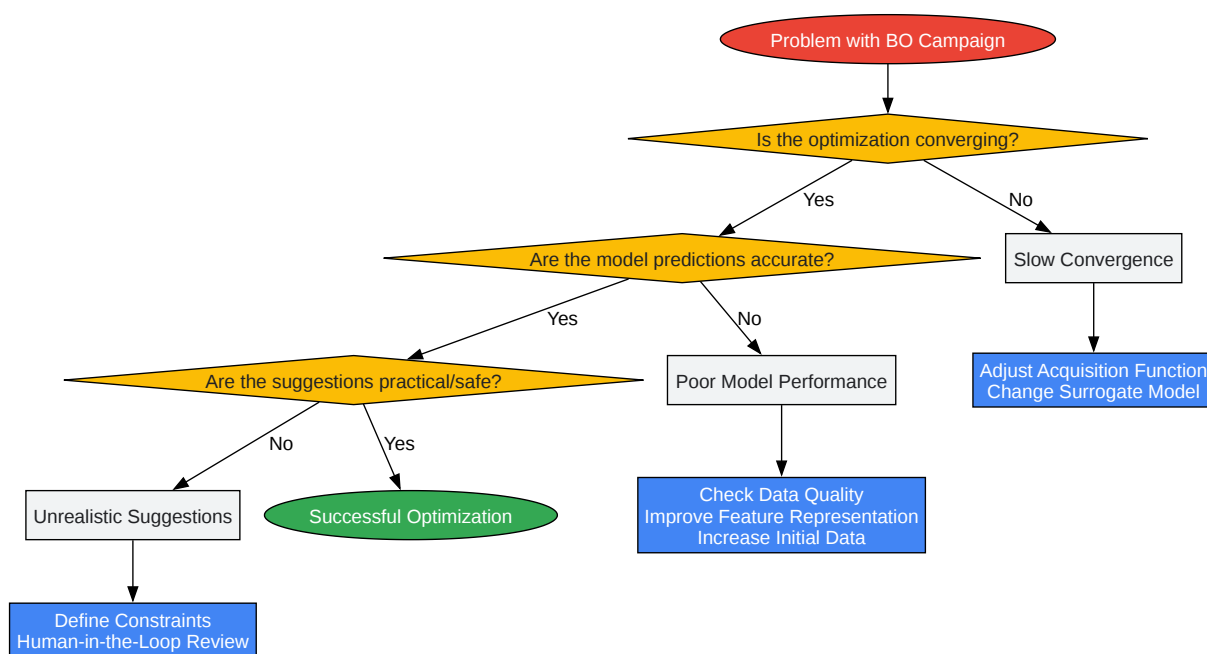 Problem with BO Campaign
Is the optimization converging?
Yes
No
Are the model predictions accurate?
Slow Convergence
Yes
No
Adjust Acquisition Function
Change Surrogate Model
Are the suggestions practical/safe?
Poor Model Performance
No
Yes
Check Data Quality
Improve Feature Representation
Increase Initial Data
Unrealistic Suggestions
Successful Optimization
Define Constraints
Human-in-the-Loop Review